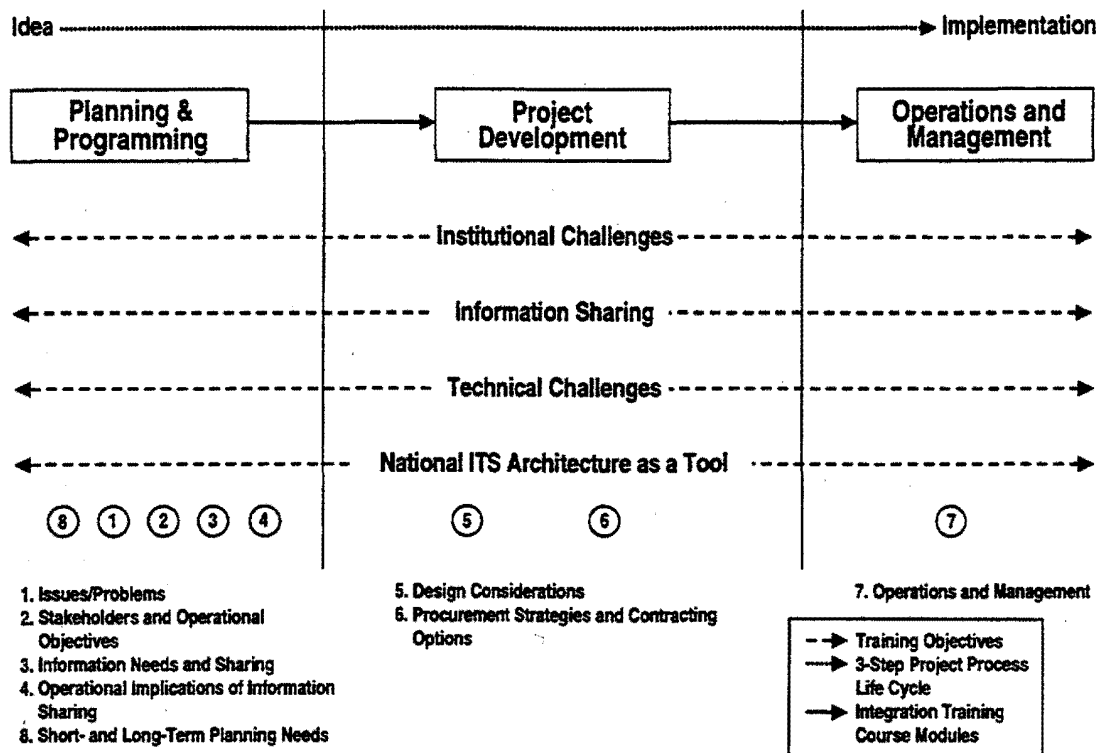 Idea
Implementation
Planning &
Programming
Project
Development
Operations and
Management
Institutional Challenges
Information Sharing
Technical Challenges
National ITS Architecture as a Tool
8 1 2 3 4
5 6
7
1. Issues/Problems
2. Stakeholders and Operational
Objectives
3. Information Needs and Sharing
4. Operational Implications of Information
Sharing
8. Short- and Long-Term Planning Needs
5. Design Considerations
6. Procurement Strategies and Contracting
Options
7. Operations and Management
Training Objectives
3-Step Project Process
Life Cycle
Integration Training
Course Modules